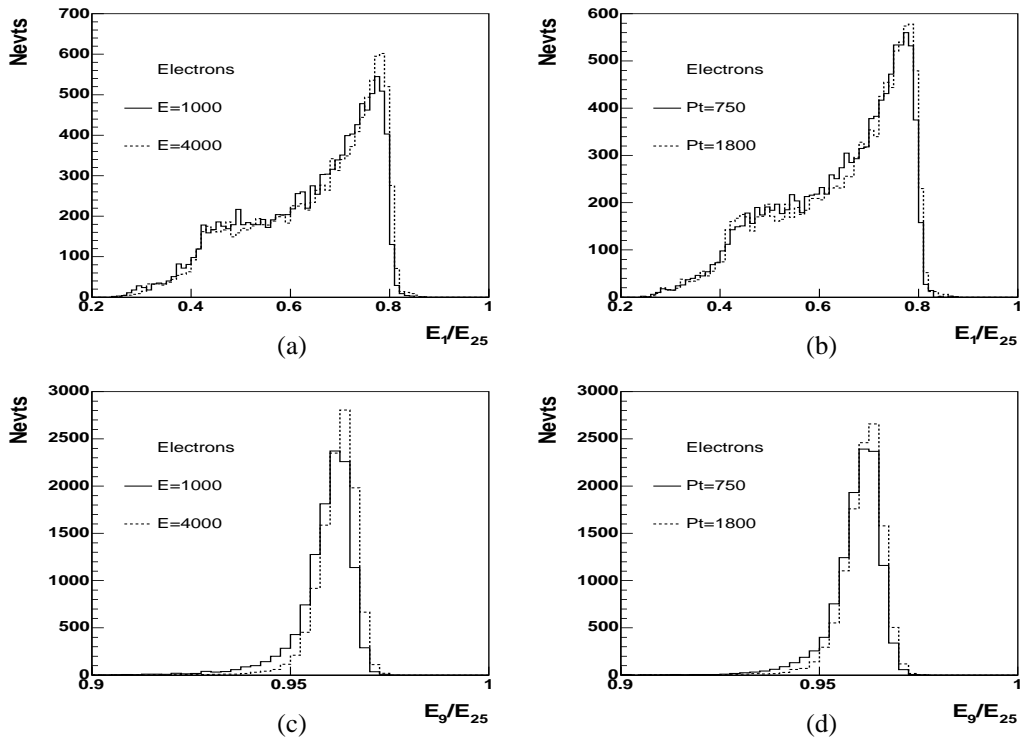 Nevts
700
600
500
400
300
200
100
0
Electrons
E=1000
E=4000
0.2 0.4 0.6 0.8 1
E1/E25
(a)
Nevts
600
500
400
300
200
100
0
Electrons
Pt=750
Pt=1800
0.2 0.4 0.6 0.8 1
E1/E25
(b)
Nevts
3000
2500
2000
1500
1000
500
0
Electrons
E=1000
E=4000
0.9 0.95 1
E9/E25
(c)
Nevts
3000
2500
2000
1500
1000
500
0
Electrons
Pt=750
Pt=1800
0.9 0.95 1
E9/E25
(d)